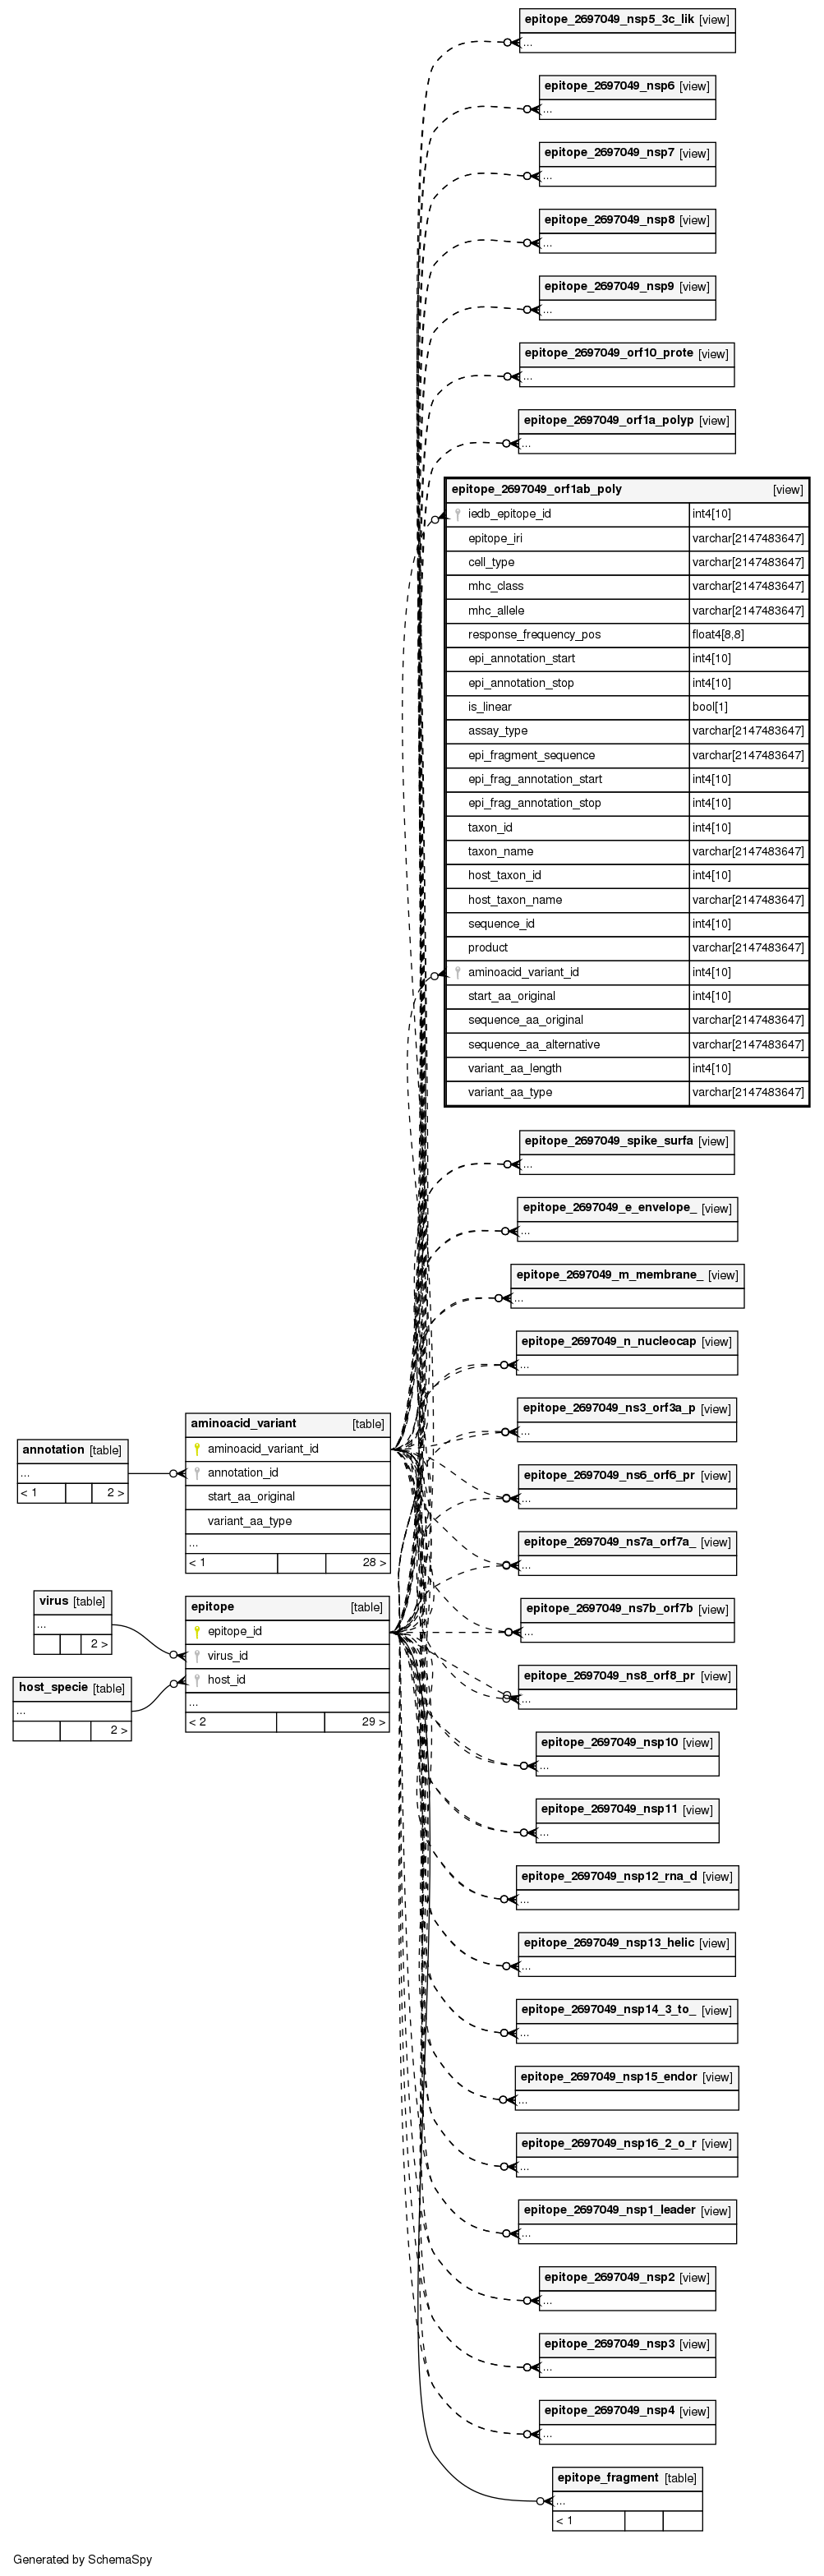 epitope_2697049_nsp5_3c_lik [view]
...
epitope_2697049_nsp6 [view]
...
epitope_2697049_nsp7 [view]
...
epitope_2697049_nsp8 [view]
...
epitope_2697049_nsp9 [view]
...
epitope_2697049_orf10_prote [view]
...
epitope_2697049_orf1a_polyp [view]
...
epitope_2697049_orf1ab_poly [view]
iedb_epitope_id int4[10]
epitope_iri varchar[2147483647]
cell_type varchar[2147483647]
mhc_class varchar[2147483647]
mhc_allele varchar[2147483647]
response_frequency_pos float4[8,8]
epi_annotation_start int4[10]
epi_annotation_stop int4[10]
is_linear bool[1]
assay_type varchar[2147483647]
epi_fragment_sequence varchar[2147483647]
epi_frag_annotation_start int4[10]
epi_frag_annotation_stop int4[10]
taxon_id int4[10]
taxon_name varchar[2147483647]
host_taxon_id int4[10]
host_taxon_name varchar[2147483647]
sequence_id int4[10]
product varchar[2147483647]
aminoacid_variant_id int4[10]
start_aa_original int4[10]
sequence_aa_original varchar[2147483647]
sequence_aa_alternative varchar[2147483647]
variant_aa_length int4[10]
variant_aa_type varchar[2147483647]
epitope_2697049_spike_surfa [view]
...
epitope_2697049_e_envelope_ [view]
...
epitope_2697049_m_membrane_ [view]
...
epitope_2697049_n_nucleocap [view]
...
epitope_2697049_ns3_orf3a_p [view]
...
epitope_2697049_ns6_orf6_pr [view]
...
epitope_2697049_ns7a_orf7a_ [view]
...
epitope_2697049_ns7b_orf7b [view]
...
epitope_2697049_ns8_orf8_pr [view]
...
epitope_2697049_nsp10 [view]
...
epitope_2697049_nsp11 [view]
...
epitope_2697049_nsp12_rna_d [view]
...
epitope_2697049_nsp13_helic [view]
...
epitope_2697049_nsp14_3_to_ [view]
...
epitope_2697049_nsp15_endor [view]
...
epitope_2697049_nsp16_2_o_r [view]
...
epitope_2697049_nsp1_leader [view]
...
epitope_2697049_nsp2 [view]
...
epitope_2697049_nsp3 [view]
...
epitope_2697049_nsp4 [view]
...
epitope_fragment [table]
...
< 1
aminoacid_variant [table]
aminoacid_variant_id
annotation_id
start_aa_original
variant_aa_type
...
< 1 28 >
annotation [table]
...
< 1 2 >
epitope [table]
epitope_id
virus_id
host_id
...
< 2 29 >
virus [table]
...
2 >
host_specie [table]
...
2 >
Generated by SchemaSpy